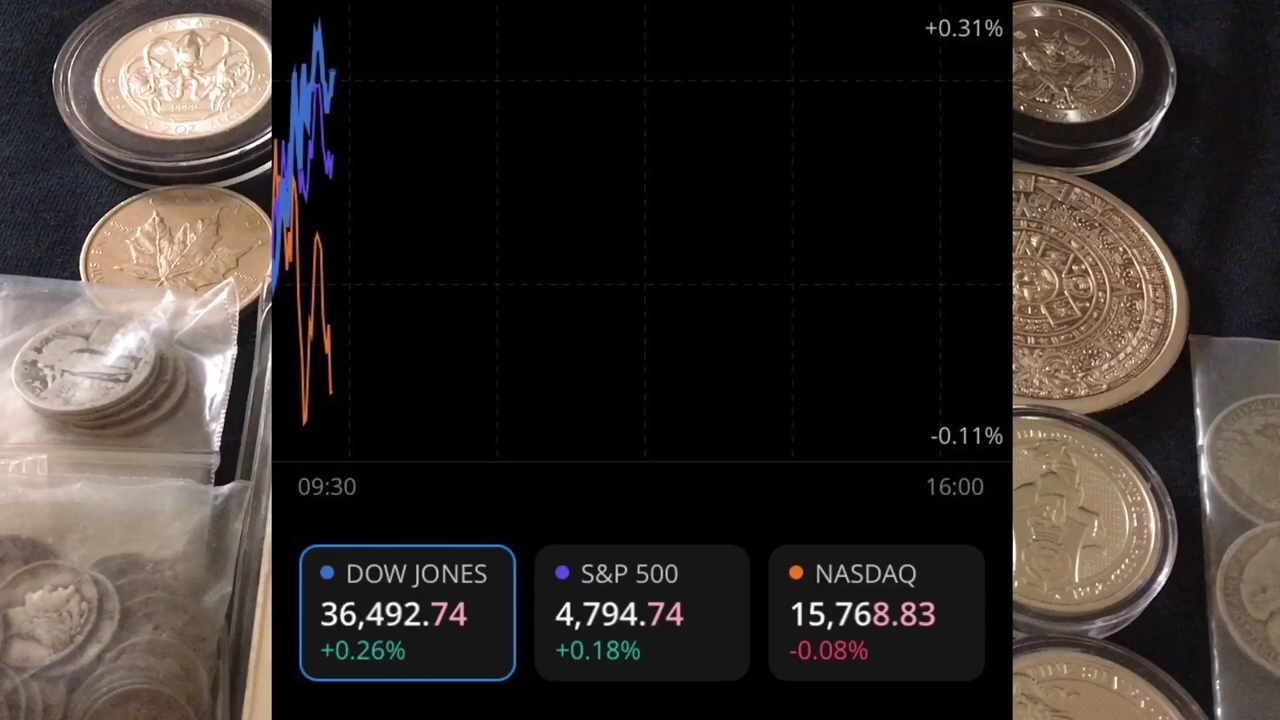 +0.31%
-0.11%
09:30 16:00
DOW JONES S&P 500 NASDAQ
36,492.74 4,794.74 15,768.83
+0.26% +0.18% -0.08%
CANADA